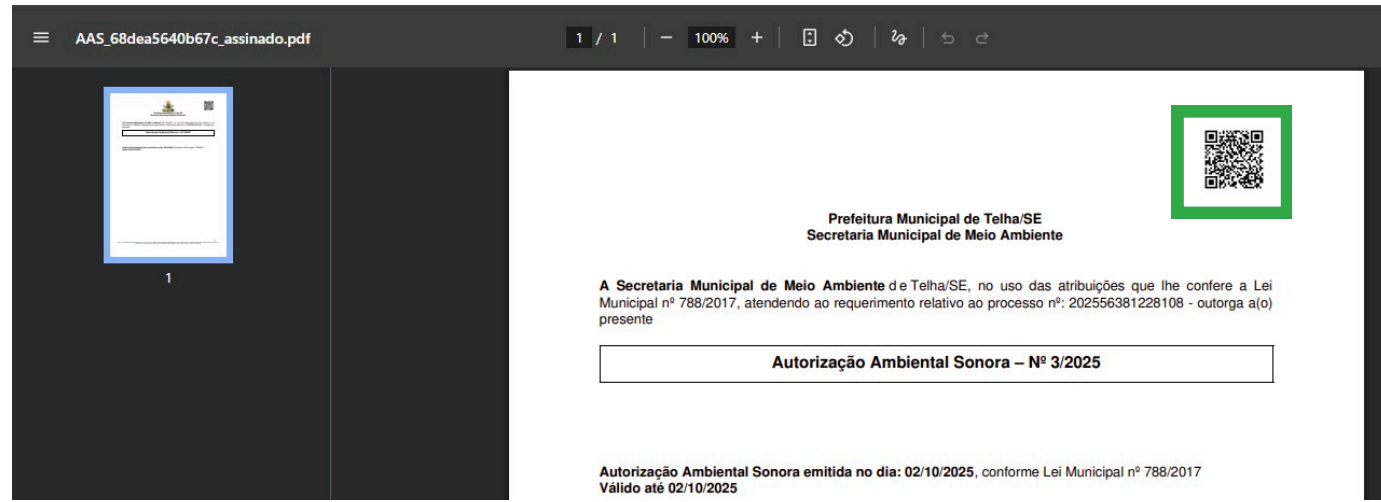 AAS_68dea5640b67c_assinado.pdf
1 / 1
100%
1
Prefeitura Municipal de Telha/SE
Secretaria Municipal de Meio Ambiente
A Secretaria Municipal de Meio Ambiente de Telha/SE, no uso das atribuições que lhe confere a Lei
Municipal nº 788/2017, atendendo ao requerimento relativo ao processo nº: 202556381228108 - outorga a(o)
presente
Autorização Ambiental Sonora – Nº 3/2025
Autorização Ambiental Sonora emitida no dia: 02/10/2025, conforme Lei Municipal nº 788/2017
Válido até 02/10/2025